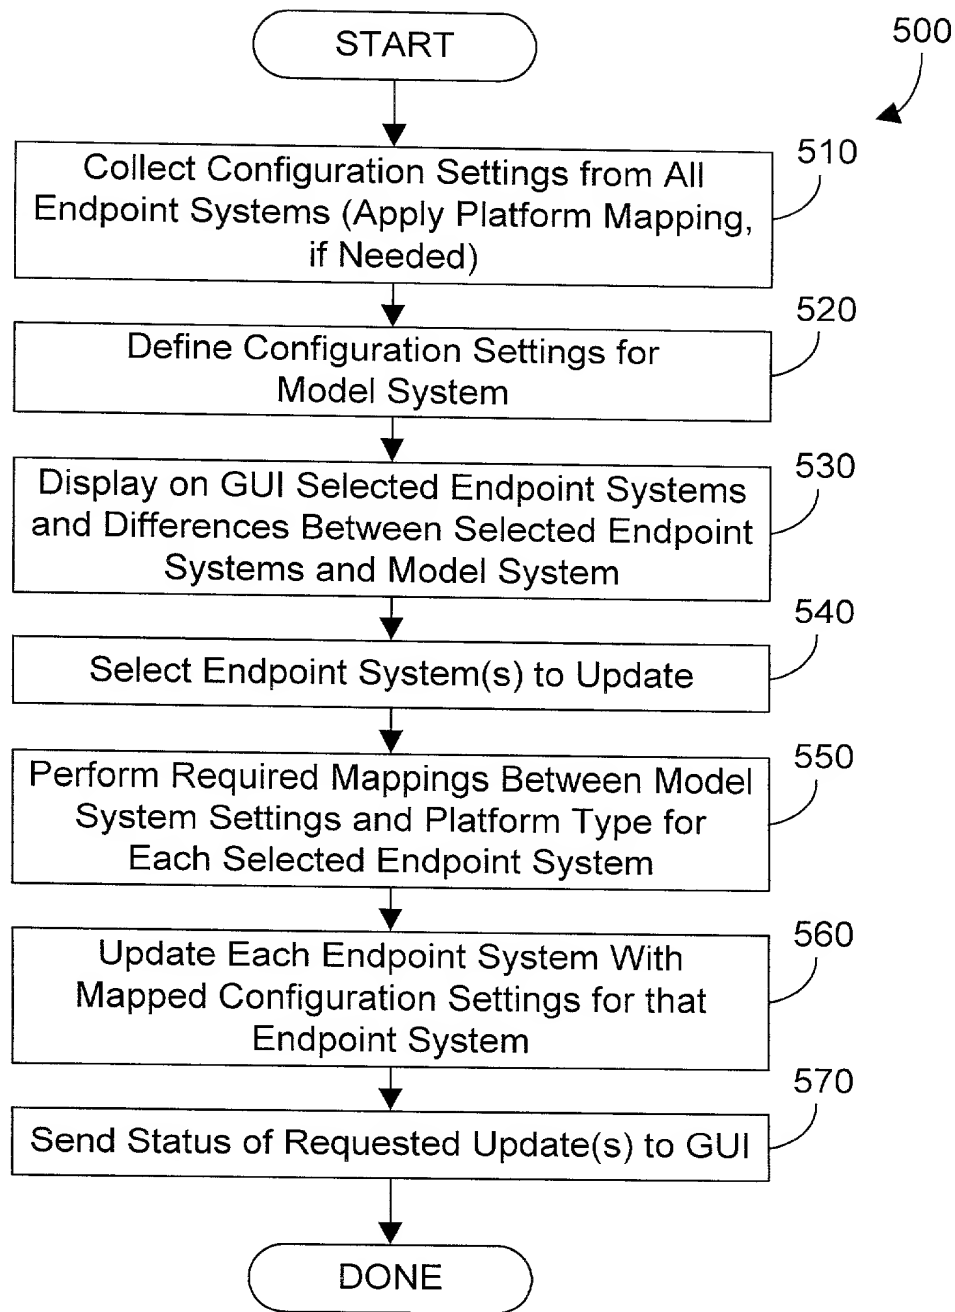 START
500
510
Collect Configuration Settings from All
Endpoint Systems (Apply Platform Mapping,
if Needed)
520
Define Configuration Settings for
Model System
530
Display on GUI Selected Endpoint Systems
and Differences Between Selected Endpoint
Systems and Model System
540
Select Endpoint System(s) to Update
550
Perform Required Mappings Between Model
System Settings and Platform Type for
Each Selected Endpoint System
560
Update Each Endpoint System With
Mapped Configuration Settings for that
Endpoint System
570
Send Status of Requested Update(s) to GUI
DONE